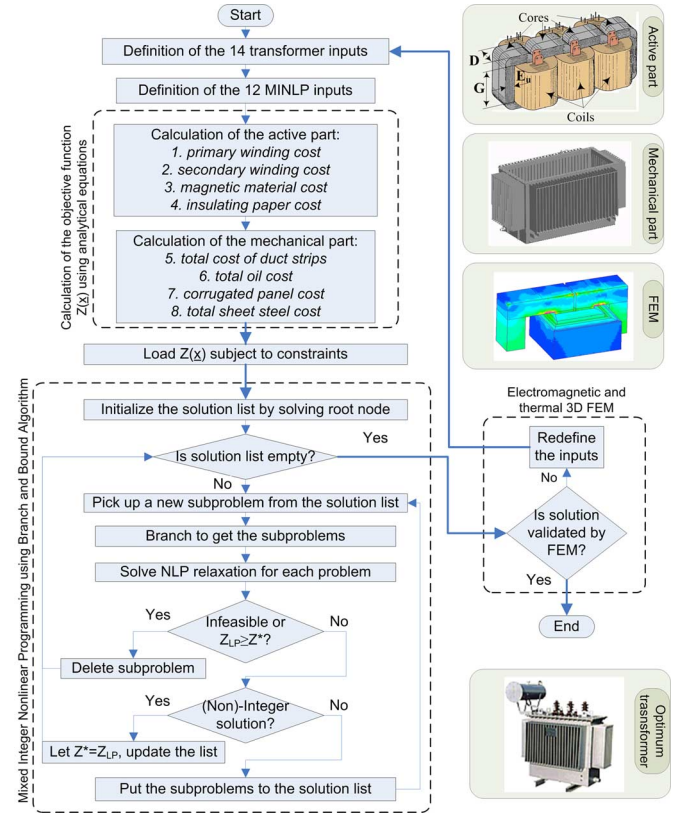 Start
Definition of the 14 transformer inputs
Definition of the 12 MINLP inputs
Calculation of the objective function
Z(x) using analytical equations
Calculation of the active part:
1. primary winding cost
2. secondary winding cost
3. magnetic material cost
4. insulating paper cost
Calculation of the mechanical part:
5. total cost of duct strips
6. total oil cost
7. corrugated panel cost
8. total sheet steel cost
Load Z(x) subject to constraints
Mixed Integer Nonlinear Programming using Branch and Bound Algorithm
Initialize the solution list by solving root node
Is solution list empty?
Yes
No
Pick up a new subproblem from the solution list
Branch to get the subproblems
Solve NLP relaxation for each problem
Infeasible or
ZLP≥Z*?
Yes
No
Delete subproblem
(Non)-Integer
solution?
Yes
No
Let Z*=ZLP, update the list
Put the subproblems to the solution list
Electromagnetic and
thermal 3D FEM
Redefine
the inputs
No
Is solution
validated by
FEM?
Yes
End
Cores
D
G
Eu
Coils
Active part
Mechanical part
FEM
Optimum
trasnsformer